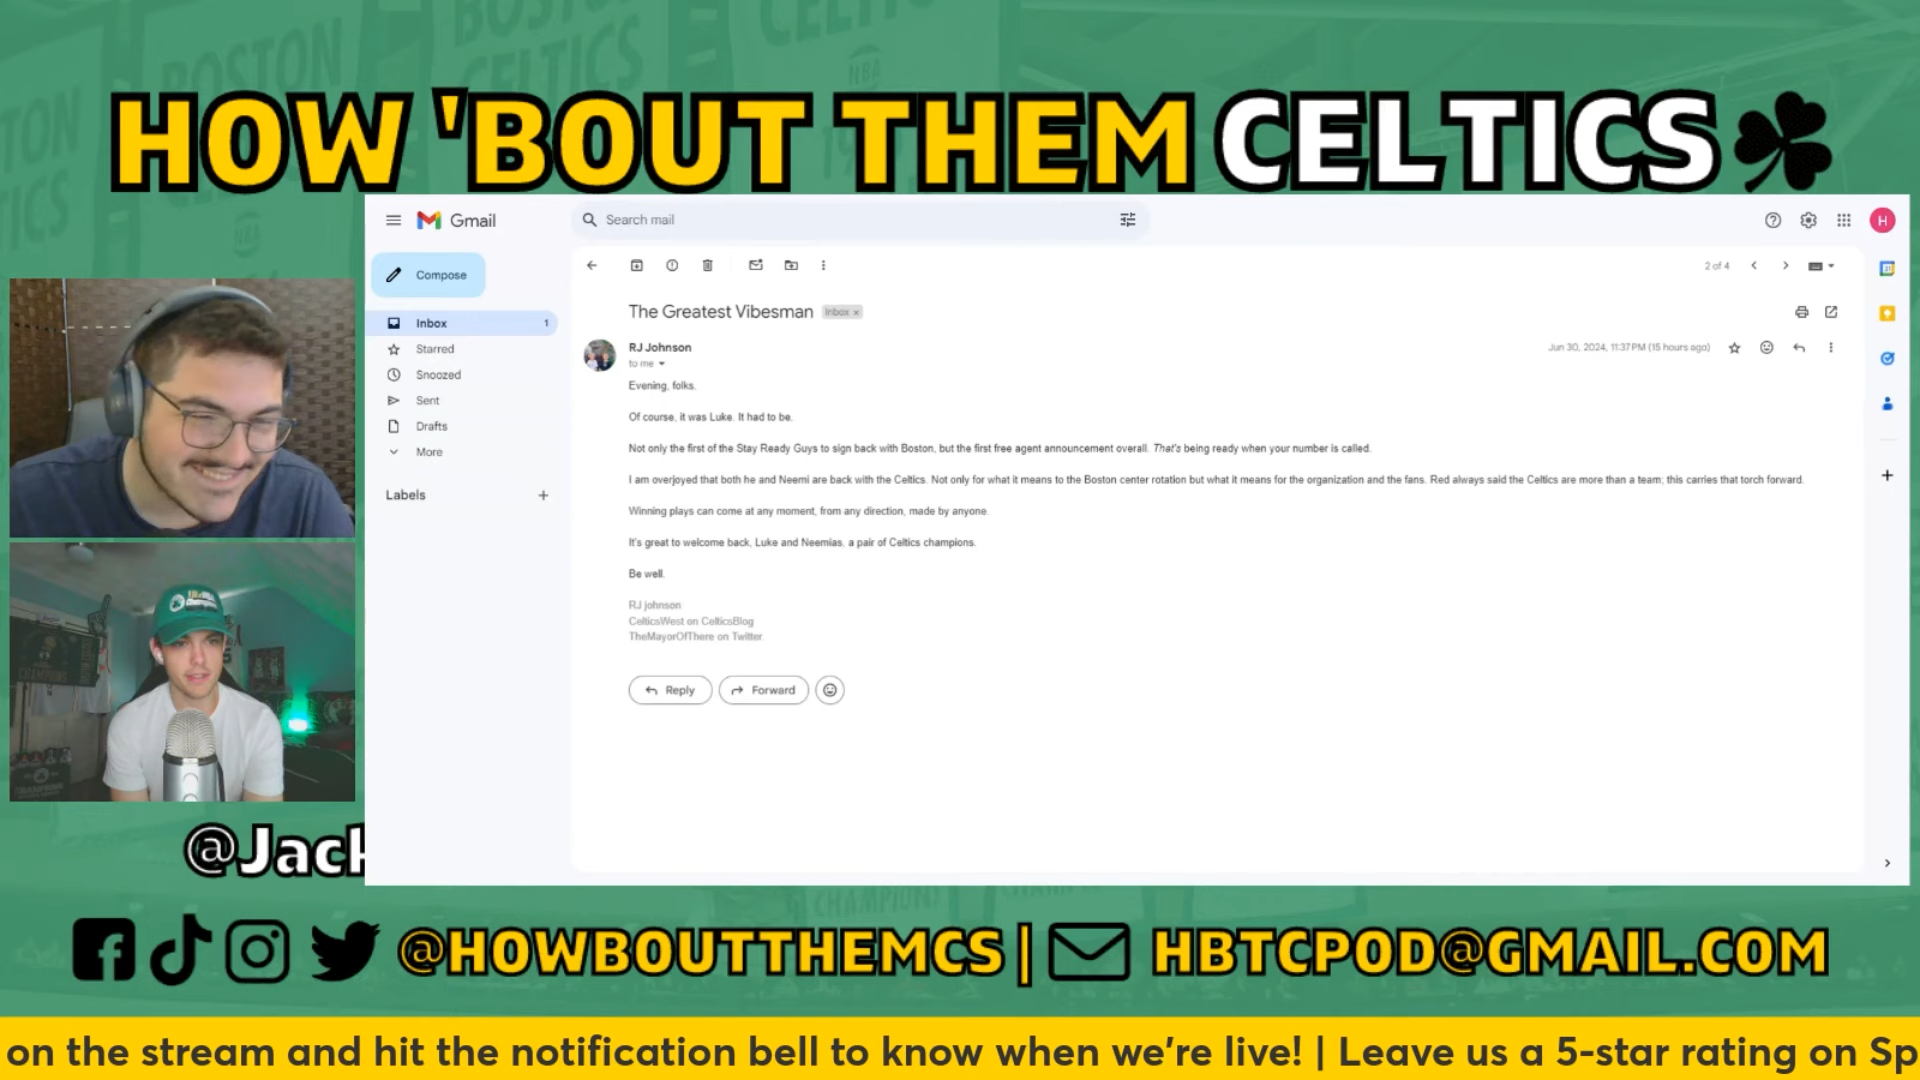 HOW 'BOUT THEM CELTICS
Gmail
Search mail
H
Compose
2 of 4
Inbox 1
Starred
Snoozed
Sent
Drafts
More
Labels
The Greatest Vibesman Inbox x
RJ Johnson
Jun 30, 2024, 11:37 PM (15 hours ago)
to me
Evening, folks.
Of course, it was Luke. It had to be.
Not only the first of the Stay Ready Guys to sign back with Boston, but the first free agent announcement overall. That's being ready when your number is called.
I am overjoyed that both he and Neemi are back with the Celtics. Not only for what it means to the Boston center rotation but what it means for the organization and the fans. Red always said the Celtics are more than a team; this carries that torch forward.
Winning plays can come at any moment, from any direction, made by anyone.
It's great to welcome back, Luke and Neemias, a pair of Celtics champions.
Be well.
RJ johnson
CelticsWest on CelticsBlog
TheMayorOfThere on Twitter.
Reply
Forward
@Jack
@HOWBOUTTHEMCS | HBTCPOD@GMAIL.COM
on the stream and hit the notification bell to know when we're live! | Leave us a 5-star rating on Sp